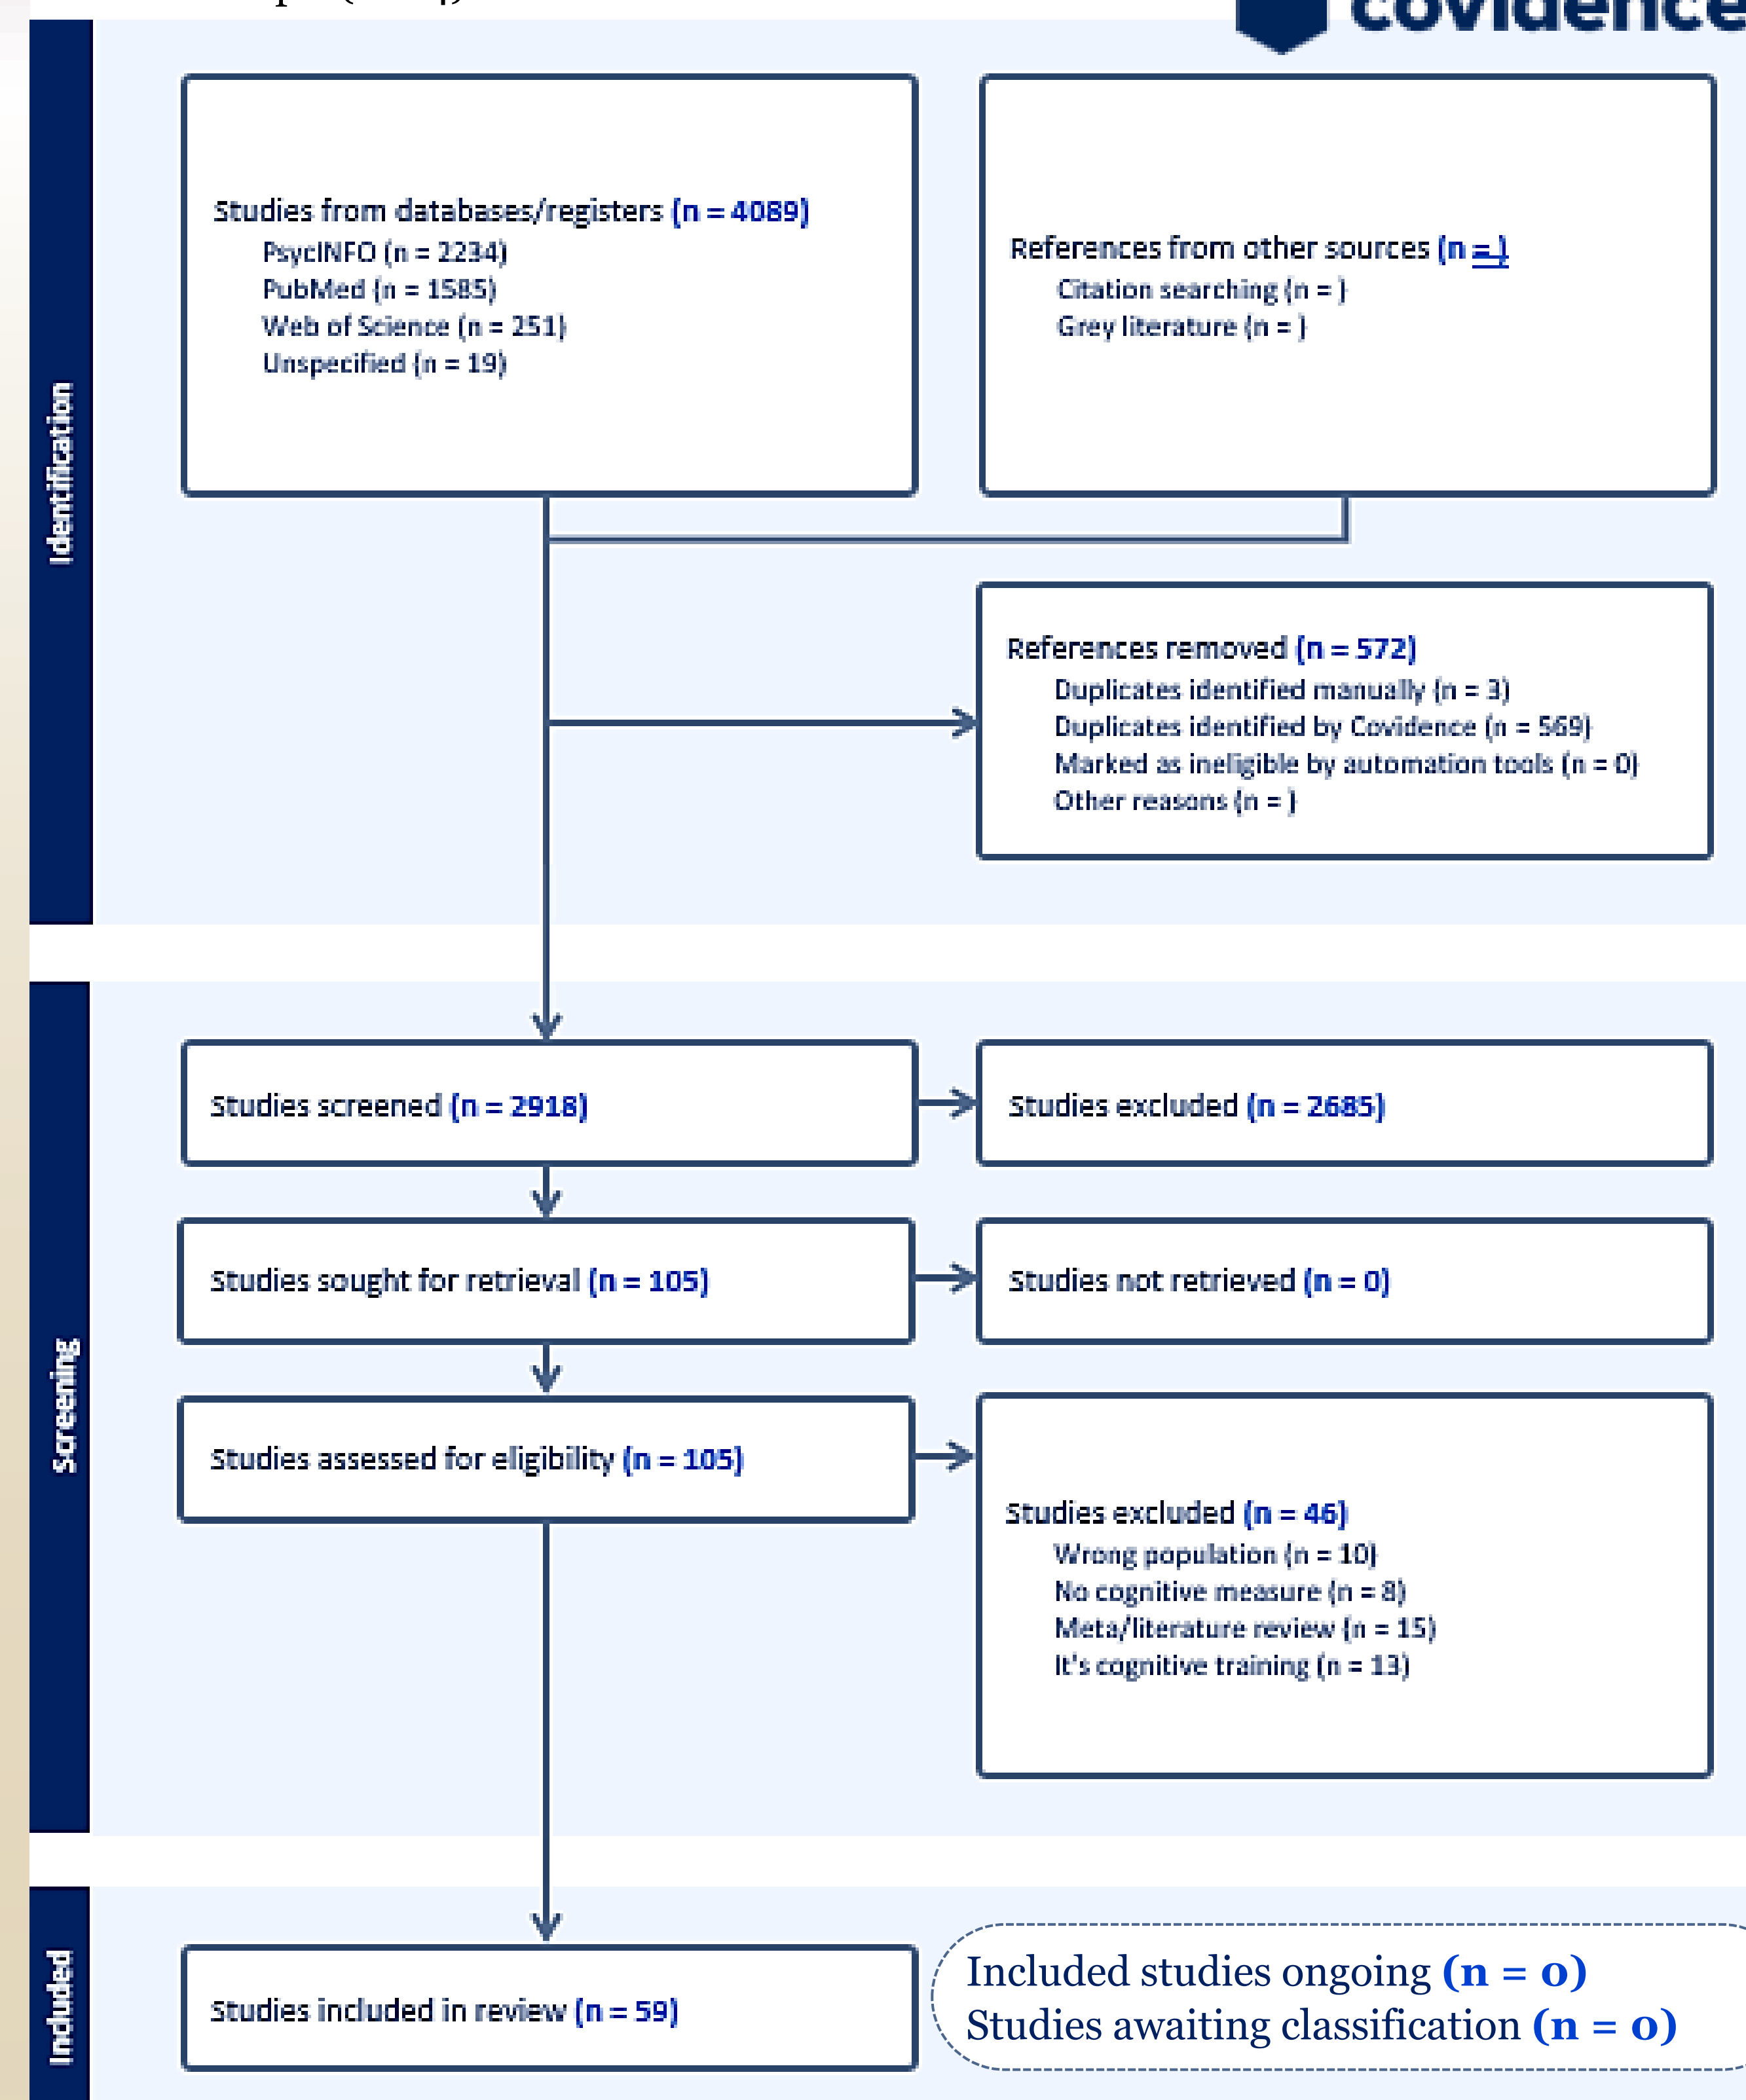 covidence
Identification
Studies from databases/registers (n = 4089)
PsycINFO (n = 2234)
PubMed (n = 1585)
Web of Science (n = 251)
Unspecified (n = 19)
References from other sources (n = )
Citation searching (n = )
Grey literature (n = )
References removed (n = 572)
Duplicates identified manually (n = 3)
Duplicates identified by Covidence (n = 569)
Marked as ineligible by automation tools (n = 0)
Other reasons (n = )
Screening
Studies screened (n = 2918)
Studies excluded (n = 2685)
Studies sought for retrieval (n = 105)
Studies not retrieved (n = 0)
Studies assessed for eligibility (n = 105)
Studies excluded (n = 46)
Wrong population (n = 10)
No cognitive measure (n = 8)
Meta/literature review (n = 15)
It's cognitive training (n = 13)
Included
Studies included in review (n = 59)
Included studies ongoing (n = 0)
Studies awaiting classification (n = 0)